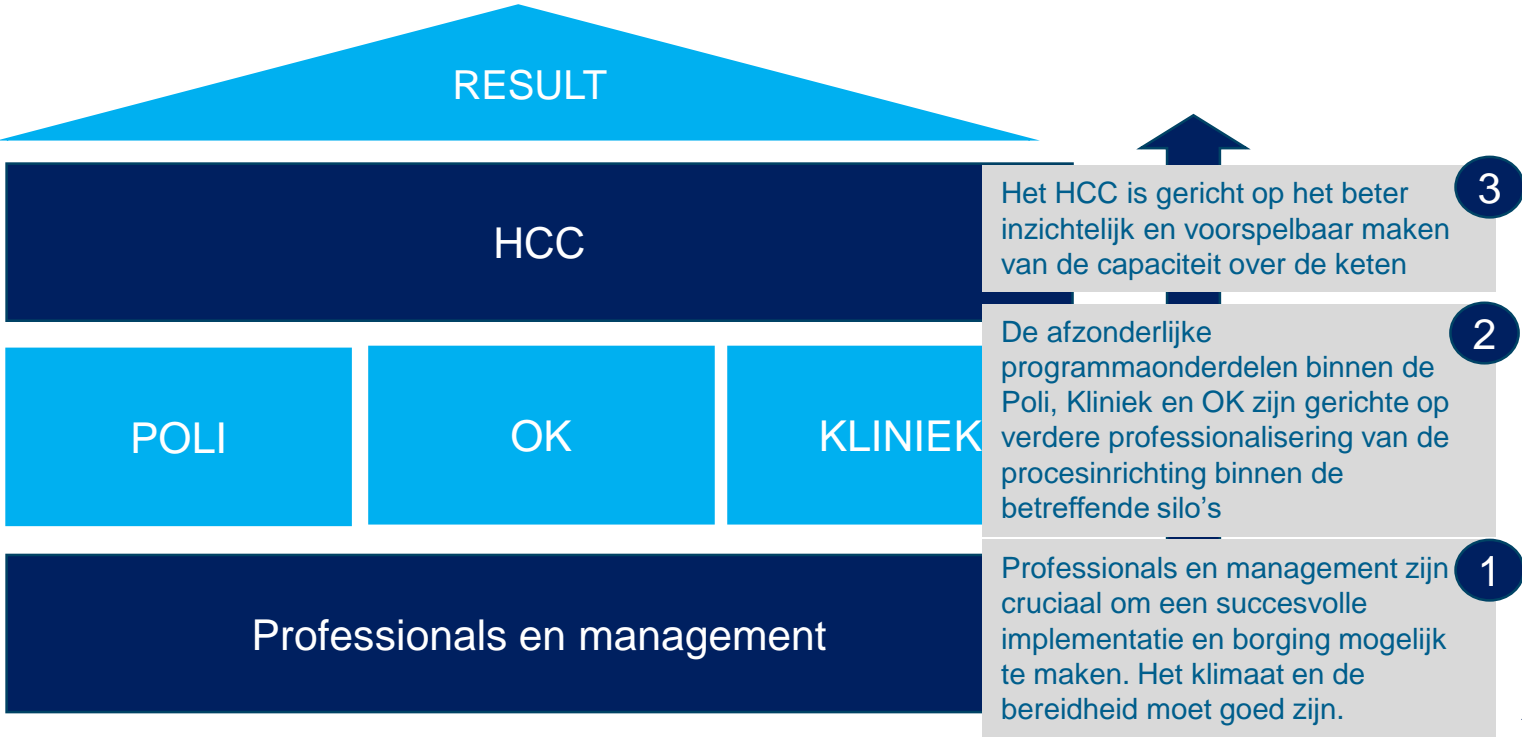 RESULT
HCC
3
Het HCC is gericht op het beter
inzichtelijk en voorspelbaar maken
van de capaciteit over de keten
POLI
OK
KLINIEK
2
De afzonderlijke
programmaonderdelen binnen de
Poli, Kliniek en OK zijn gerichte op
verdere professionalisering van de
procesinrichting binnen de
betreffende silo’s
Professionals en management
1
Professionals en management zijn
cruciaal om een succesvolle
implementatie en borging mogelijk
te maken. Het klimaat en de
bereidheid moet goed zijn.